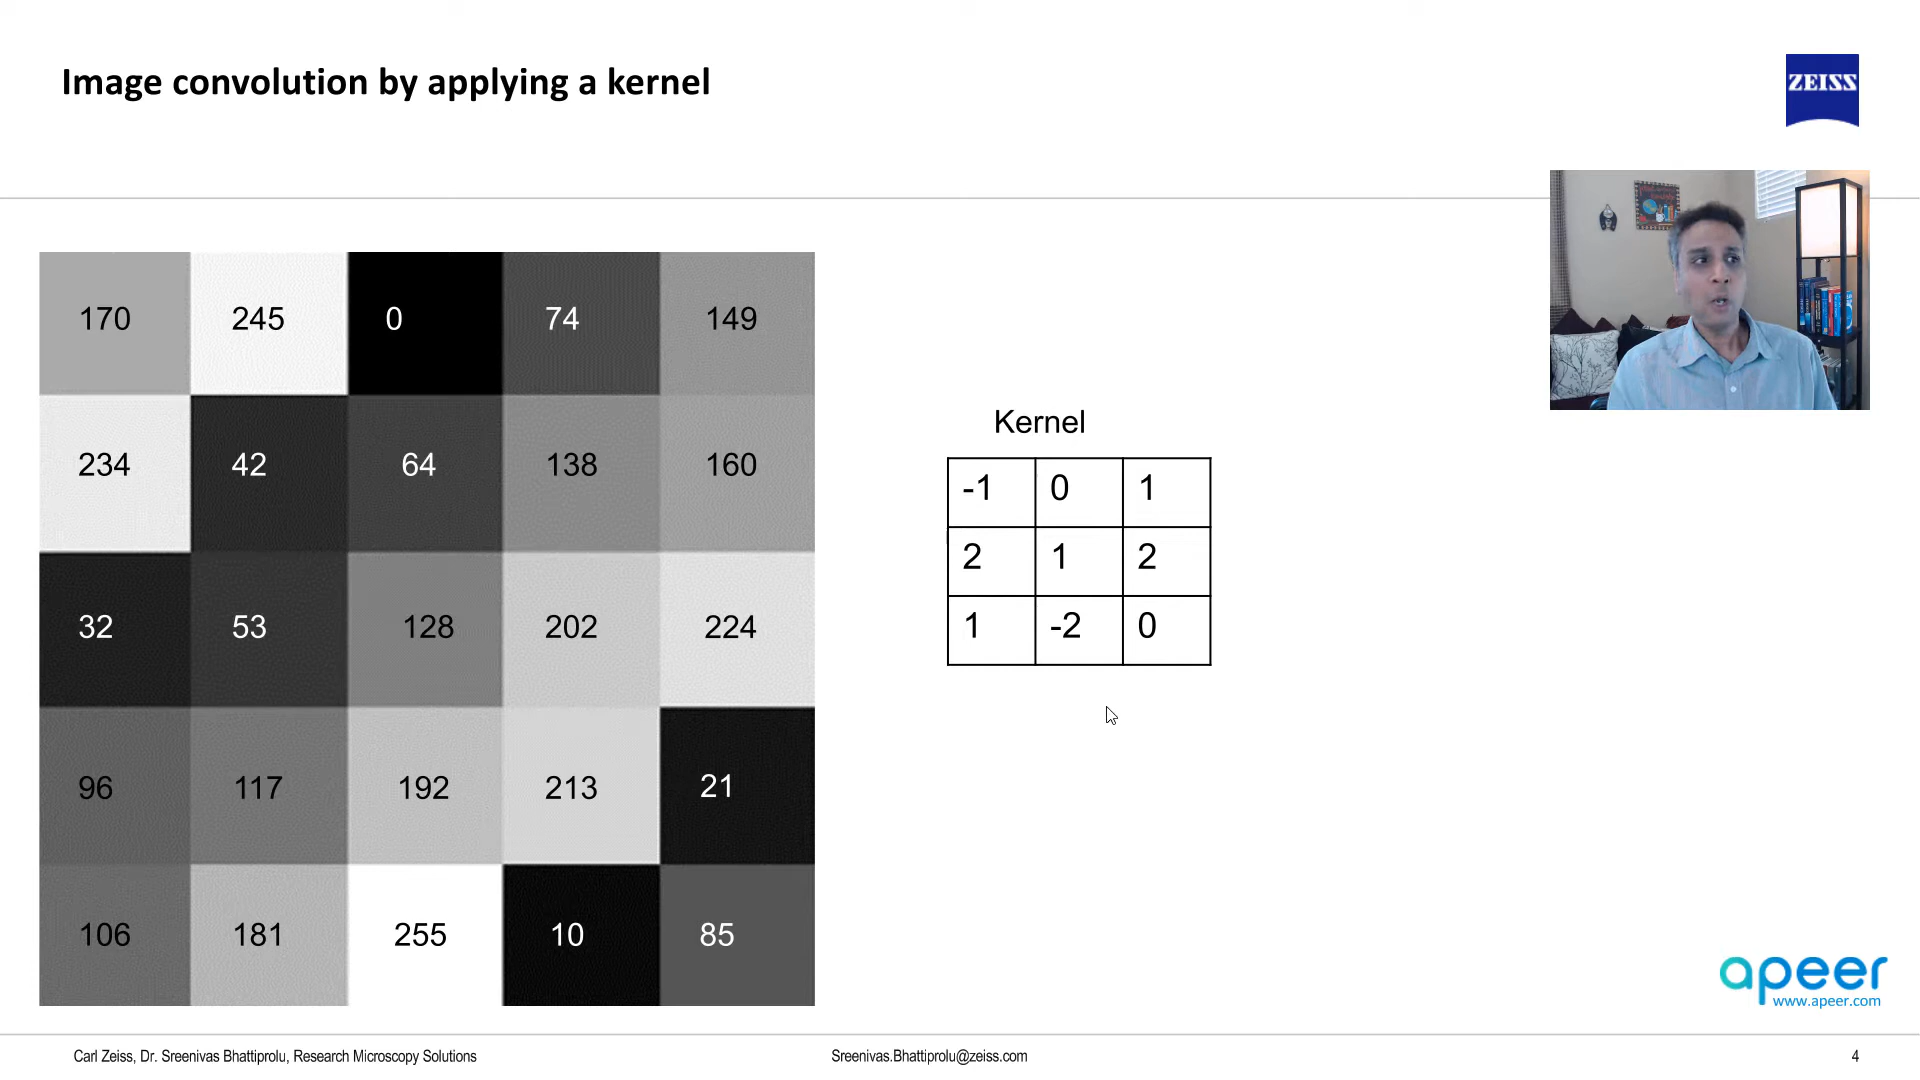 Image convolution by applying a kernel
ZEISS
170 245 0 74 149
234 42 64 138 160
32 53 128 202 224
96 117 192 213 21
106 181 255 10 85
Kernel
-1 0 1
2 1 2
1 -2 0
apeer
www.apeer.com
Carl Zeiss, Dr. Sreenivas Bhattiprolu, Research Microscopy Solutions
Sreenivas.Bhattiprolu@zeiss.com
4